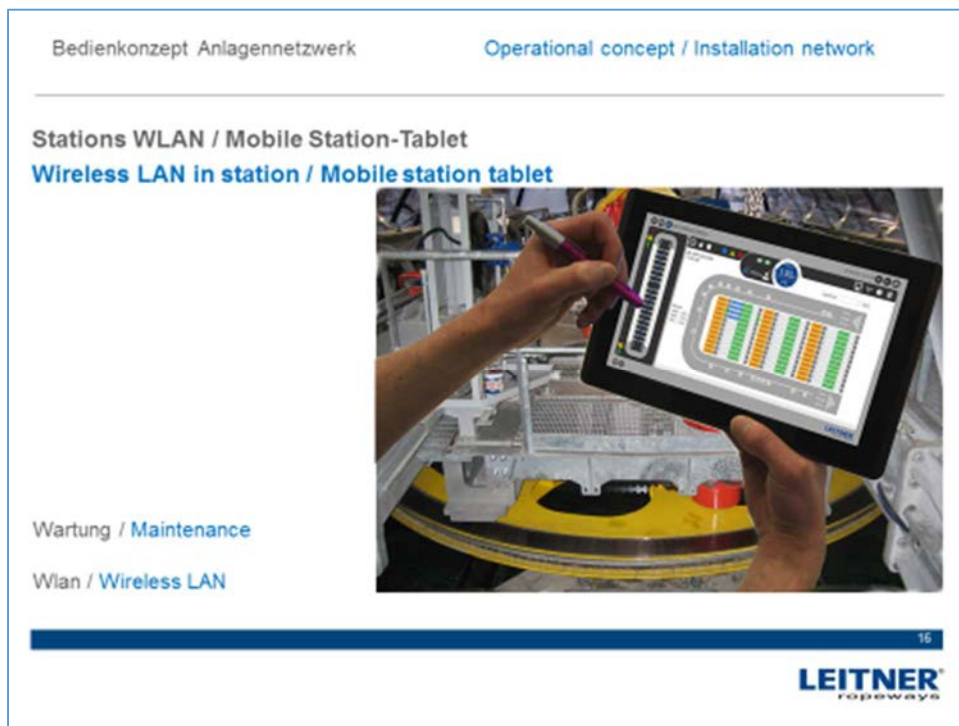 Bedienkonzept Anlagennetzwerk
Operational concept / Installation network
Stations WLAN / Mobile Station-Tablet
Wireless LAN in station / Mobile station tablet
LEITNER
Wartung / Maintenance
Wlan / Wireless LAN
16
LEITNER
ropeways